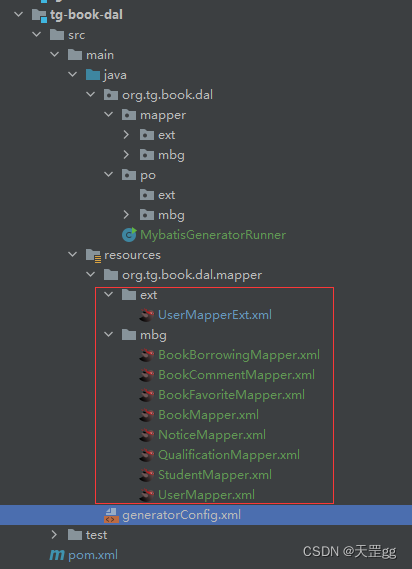 tg-book-dal
src
main
java
org.tg.book.dal
mapper
ext
mbg
po
ext
mbg
MybatisGeneratorRunner
resources
org.tg.book.dal.mapper
ext
UserMapperExt.xml
mbg
BookBorrowingMapper.xml
BookCommentMapper.xml
BookFavoriteMapper.xml
BookMapper.xml
NoticeMapper.xml
QualificationMapper.xml
StudentMapper.xml
UserMapper.xml
generatorConfig.xml
test
pom.xml
CSDN @天罡gg